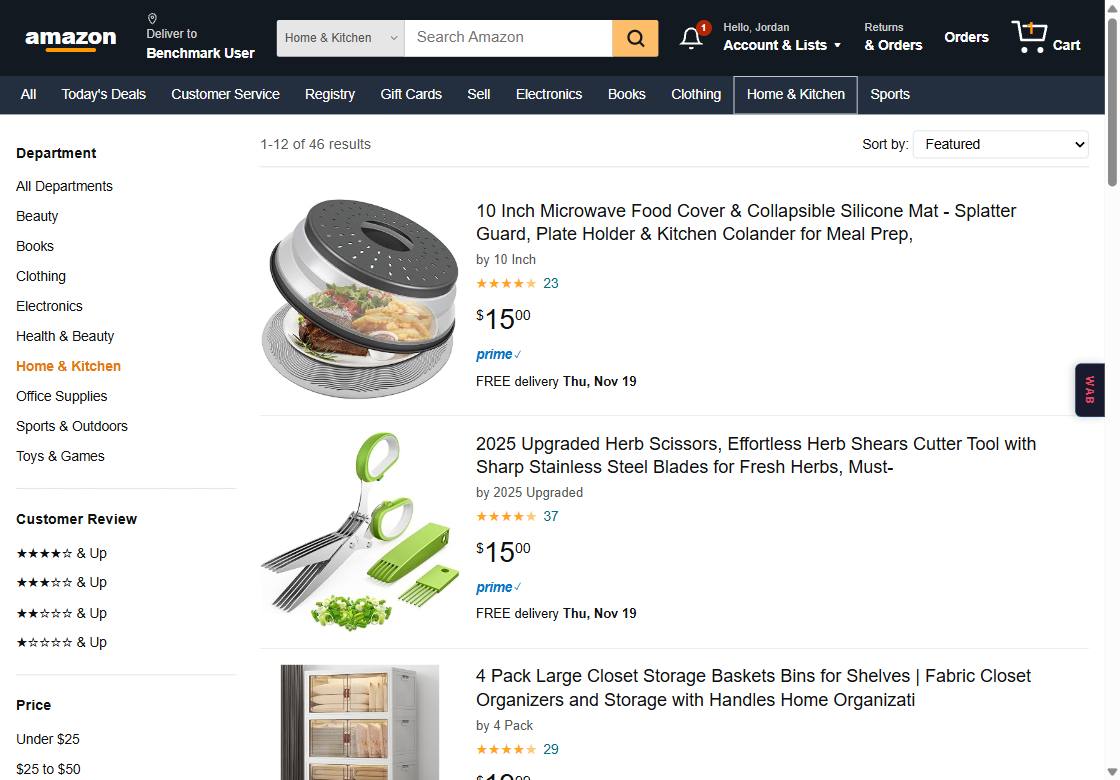 amazon
Deliver to
Benchmark User
Home & Kitchen
Search Amazon
1
Hello, Jordan
Account & Lists
Returns
& Orders
Orders
1
Cart
All
Today's Deals
Customer Service
Registry
Gift Cards
Sell
Electronics
Books
Clothing
Home & Kitchen
Sports
Department
All Departments
Beauty
Books
Clothing
Electronics
Health & Beauty
Home & Kitchen
Office Supplies
Sports & Outdoors
Toys & Games
Customer Review
★★★★☆ & Up
★★★☆☆ & Up
★★☆☆☆ & Up
★☆☆☆☆ & Up
Price
Under $25
$25 to $50
1-12 of 46 results
Sort by: Featured
10 Inch Microwave Food Cover & Collapsible Silicone Mat - Splatter
Guard, Plate Holder & Kitchen Colander for Meal Prep,
by 10 Inch
23
$1500
prime✓
FREE delivery Thu, Nov 19
2025 Upgraded Herb Scissors, Effortless Herb Shears Cutter Tool with
Sharp Stainless Steel Blades for Fresh Herbs, Must-
by 2025 Upgraded
37
$1500
prime✓
FREE delivery Thu, Nov 19
4 Pack Large Closet Storage Baskets Bins for Shelves | Fabric Closet
Organizers and Storage with Handles Home Organizati
by 4 Pack
29
WAB